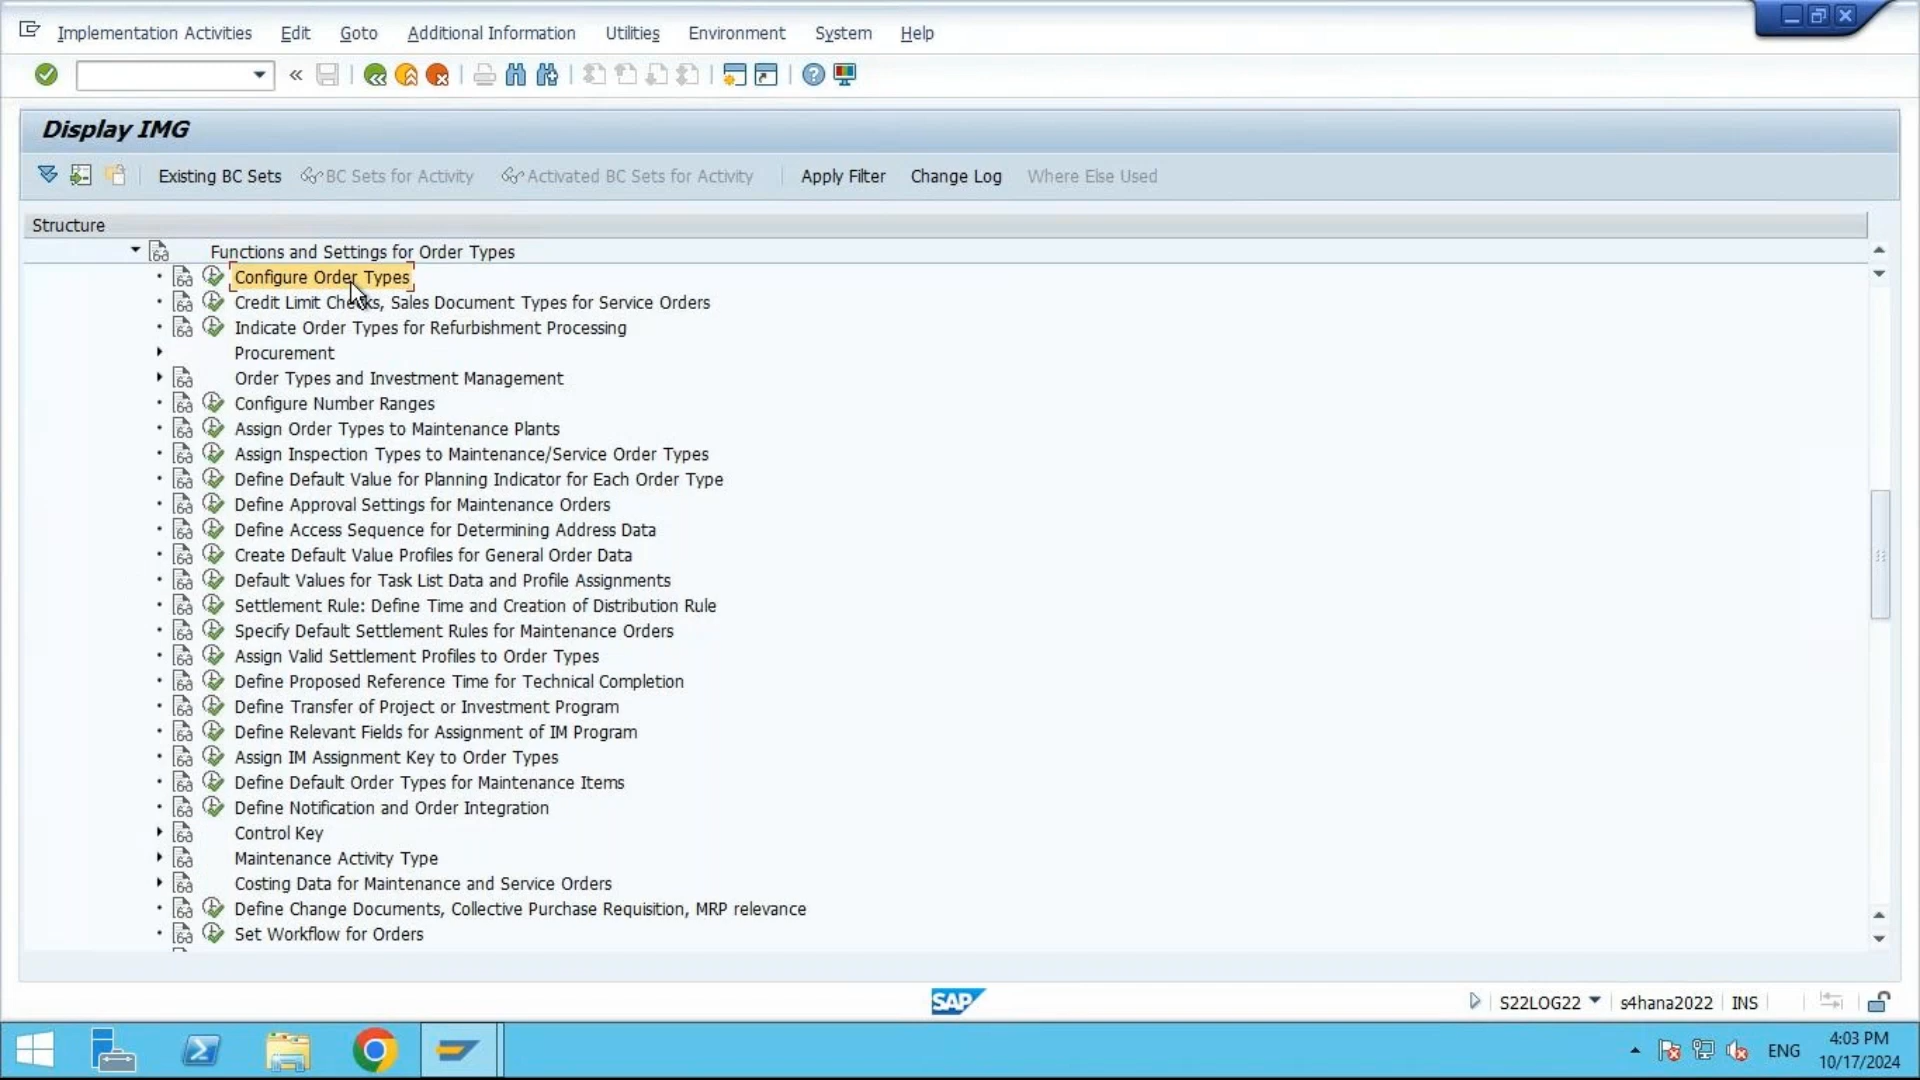 Implementation Activities Edit Goto Additional Information Utilities Environment System Help
Display IMG
Existing BC Sets BC Sets for Activity Activated BC Sets for Activity Apply Filter Change Log Where Else Used
Structure
Functions and Settings for Order Types
Configure Order Types
Credit Limit Checks, Sales Document Types for Service Orders
Indicate Order Types for Refurbishment Processing
Procurement
Order Types and Investment Management
Configure Number Ranges
Assign Order Types to Maintenance Plants
Assign Inspection Types to Maintenance/Service Order Types
Define Default Value for Planning Indicator for Each Order Type
Define Approval Settings for Maintenance Orders
Define Access Sequence for Determining Address Data
Create Default Value Profiles for General Order Data
Default Values for Task List Data and Profile Assignments
Settlement Rule: Define Time and Creation of Distribution Rule
Specify Default Settlement Rules for Maintenance Orders
Assign Valid Settlement Profiles to Order Types
Define Proposed Reference Time for Technical Completion
Define Transfer of Project or Investment Program
Define Relevant Fields for Assignment of IM Program
Assign IM Assignment Key to Order Types
Define Default Order Types for Maintenance Items
Define Notification and Order Integration
Control Key
Maintenance Activity Type
Costing Data for Maintenance and Service Orders
Define Change Documents, Collective Purchase Requisition, MRP relevance
Set Workflow for Orders
SAP S22LOG22 s4hana2022 INS
ENG 4:03 PM
10/17/2024